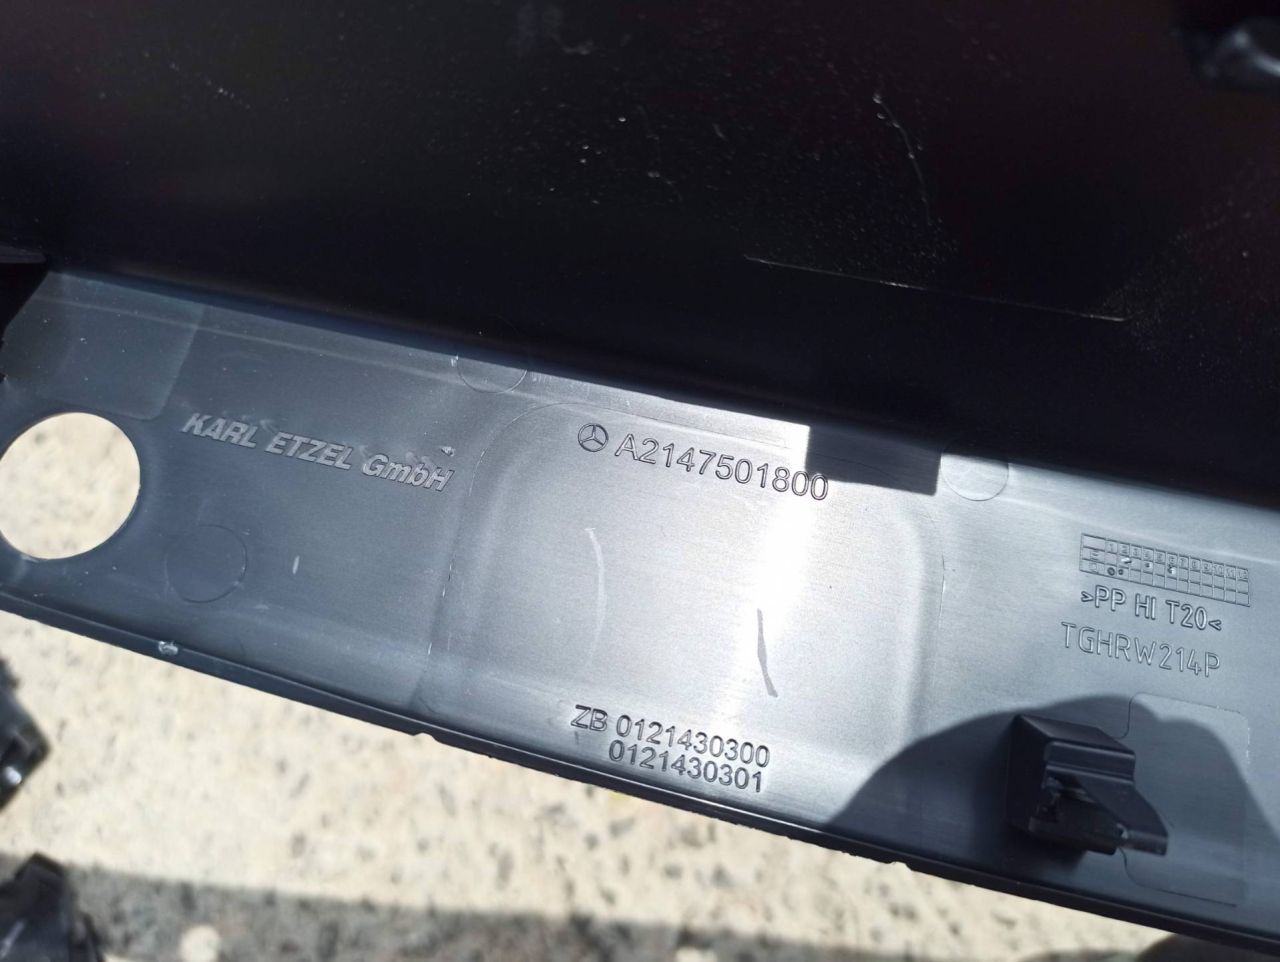 KARL ETZEL GmbH
A2147501800
>PP HI T20<
TGHRW214P
ZB 0121430300
0121430301